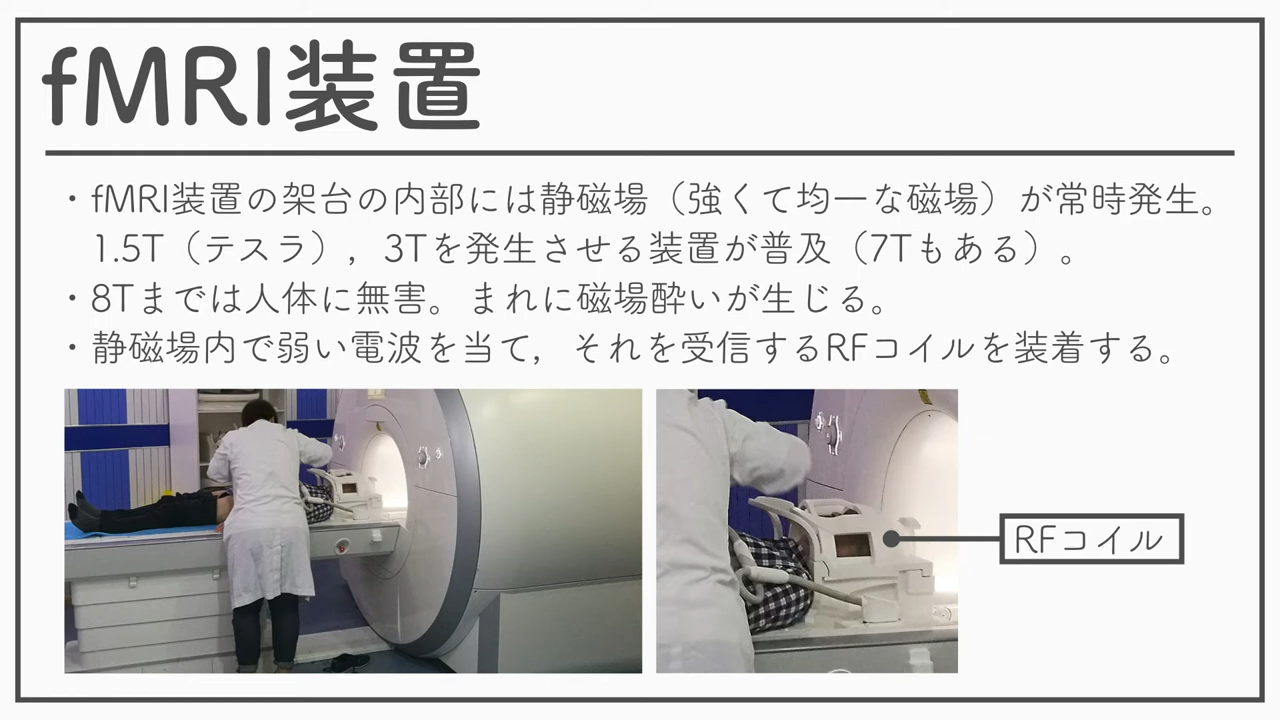 fMRI装置
・fMRI装置の架台の内部には静磁場（強くて均一な磁場）が常時発生。
1.5T（テスラ），3Tを発生させる装置が普及（7Tもある）。
・8Tまでは人体に無害。まれに磁場酔いが生じる。
・静磁場内で弱い電波を当て，それを受信するRFコイルを装着する。
RFコイル